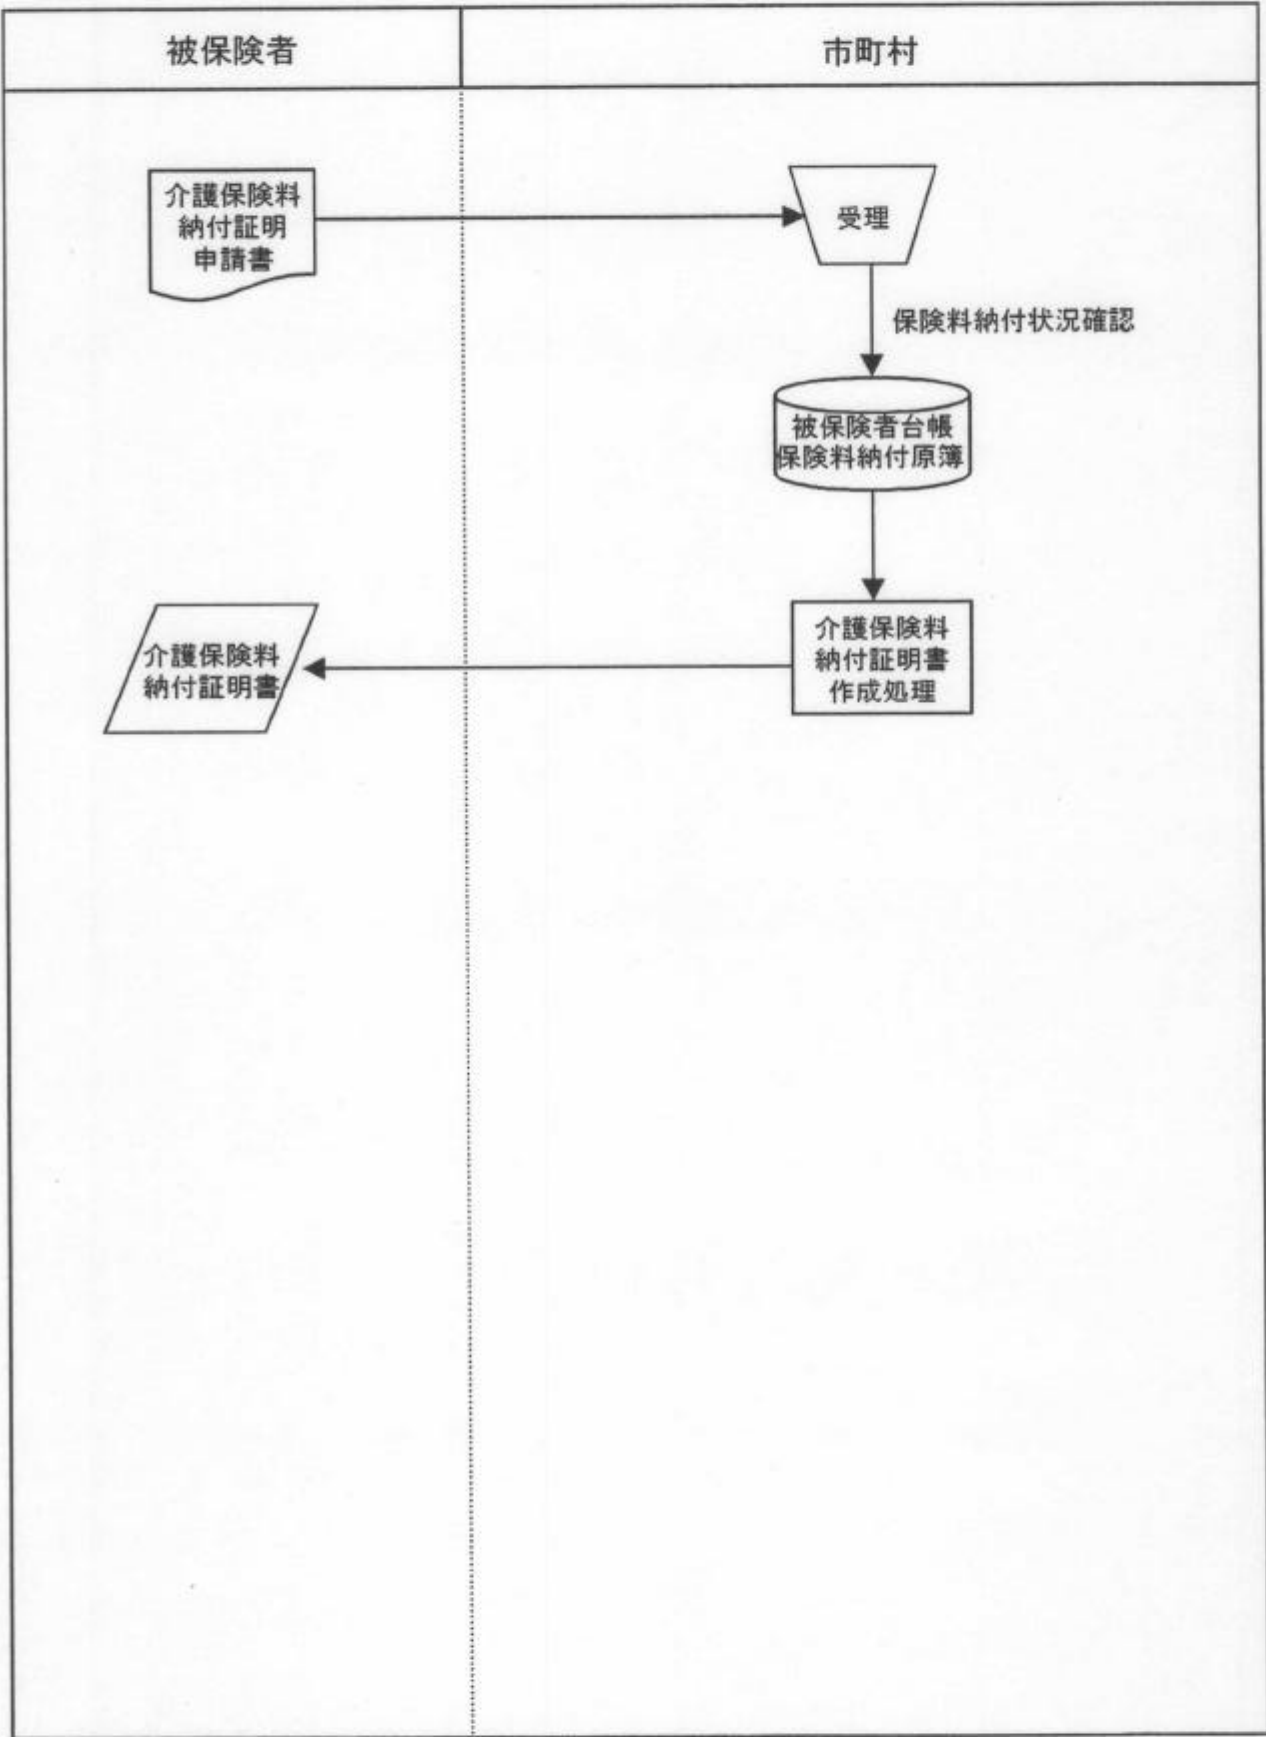 被保険者
市町村
介護保険料
納付証明
申請書
受理
保険料納付状況確認
被保険者台帳
保険料納付原簿
介護保険料
納付証明書
作成処理
介護保険料
納付証明書